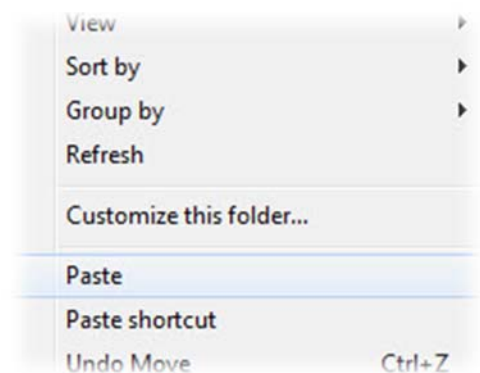 View
Sort by
Group by
Refresh
Customize this folder...
Paste
Paste shortcut
Undo Move Ctrl+Z